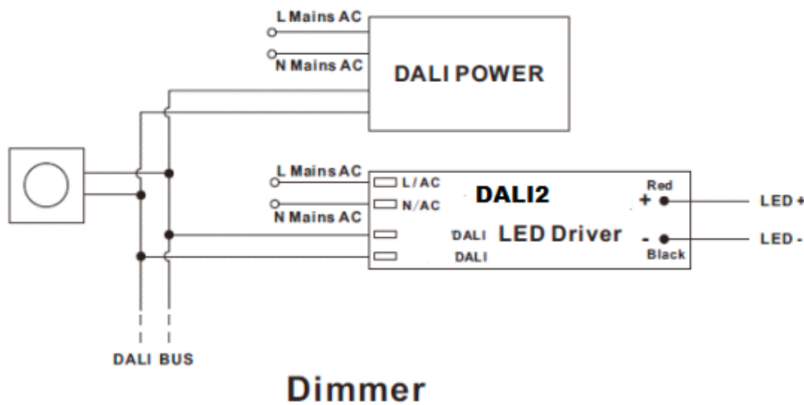 L Mains AC
N Mains AC
DALI POWER
L Mains AC
N Mains AC
L/AC
N/AC
DALI2
LED Driver
DALI
DALI
Red
+
-
Black
LED +
LED -
DALI BUS
Dimmer